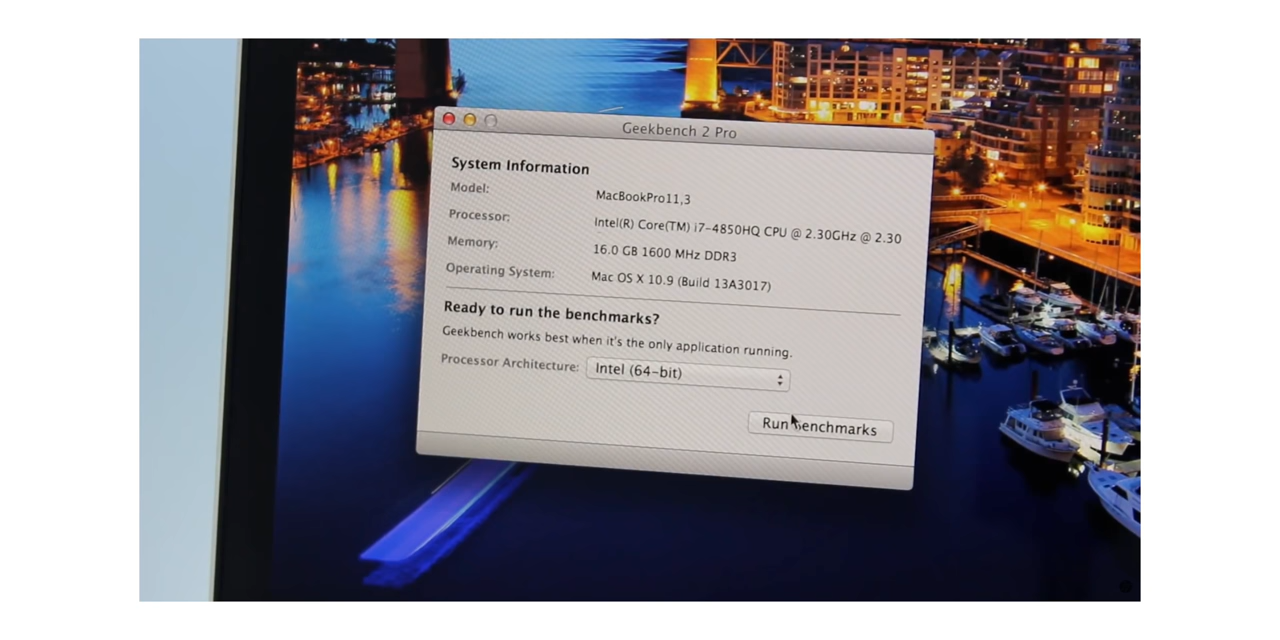 Geekbench 2 Pro
System Information
Model: MacBookPro11,3
Processor: Intel(R) Core(TM) i7-4850HQ CPU @ 2.30GHz @ 2.30
Memory: 16.0 GB 1600 MHz DDR3
Operating System: Mac OS X 10.9 (Build 13A3017)
Ready to run the benchmarks?
Geekbench works best when it's the only application running.
Processor Architecture: Intel (64-bit)
Run Benchmarks